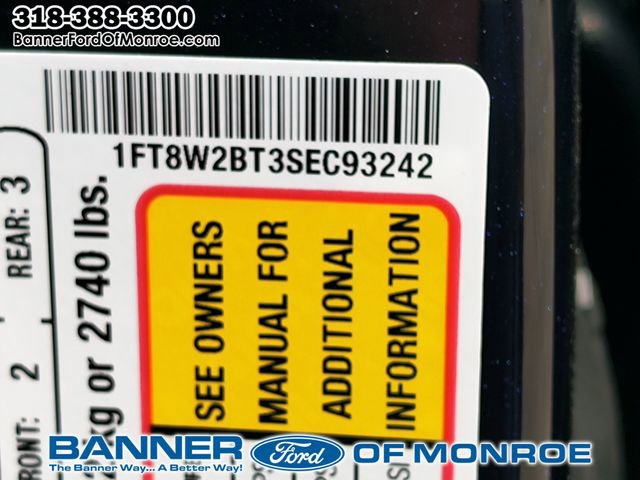 318-388-3300
BannerFordOfMonroe.com
1FT8W2BT3SEC93242
REAR: 3
FRONT: 2
kg or 2740 lbs.
SEE OWNERS
MANUAL FOR
ADDITIONAL
INFORMATION
BANNER Ford OF MONROE
The Banner Way... A Better Way!